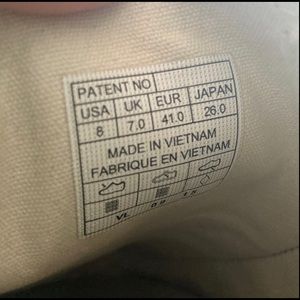 PATENT NO
USA UK EUR JAPAN
8 7.0 41.0 26.0
MADE IN VIETNAM
FABRIQUE EN VIETNAM
VL